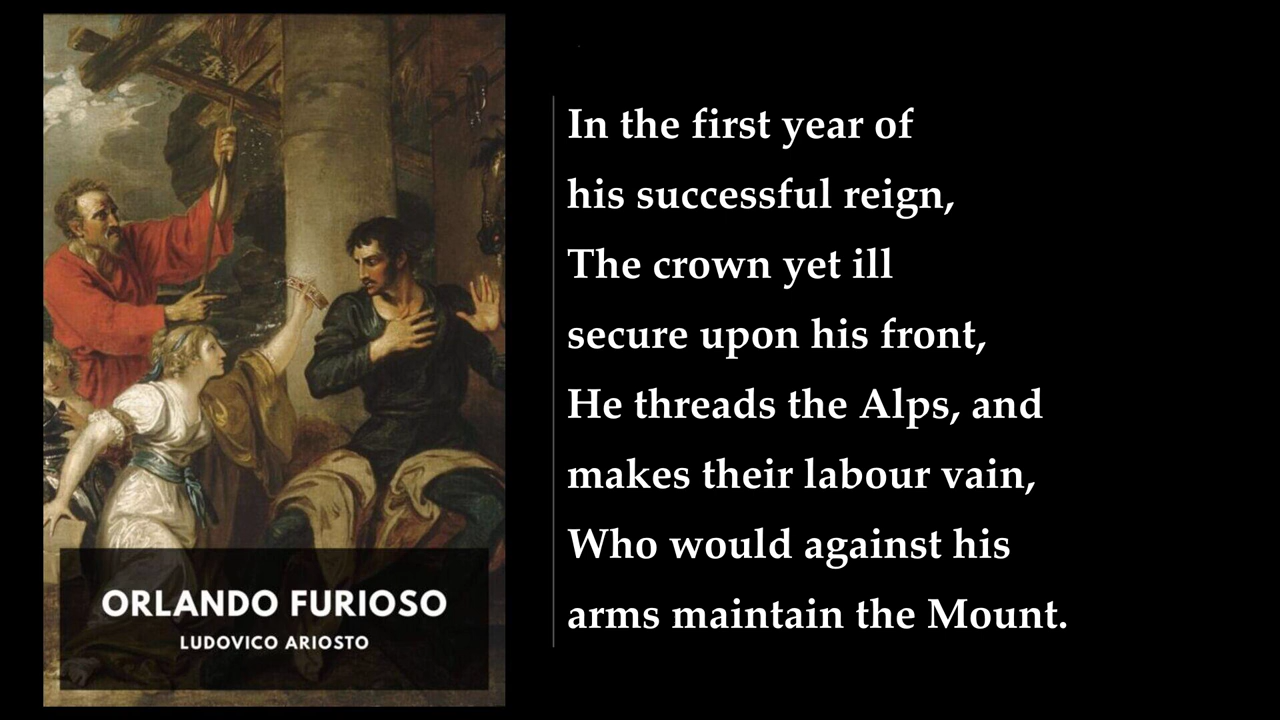 ORLANDO FURIOSO
LUDOVICO ARIOSTO
In the first year of
his successful reign,
The crown yet ill
secure upon his front,
He threads the Alps, and
makes their labour vain,
Who would against his
arms maintain the Mount.